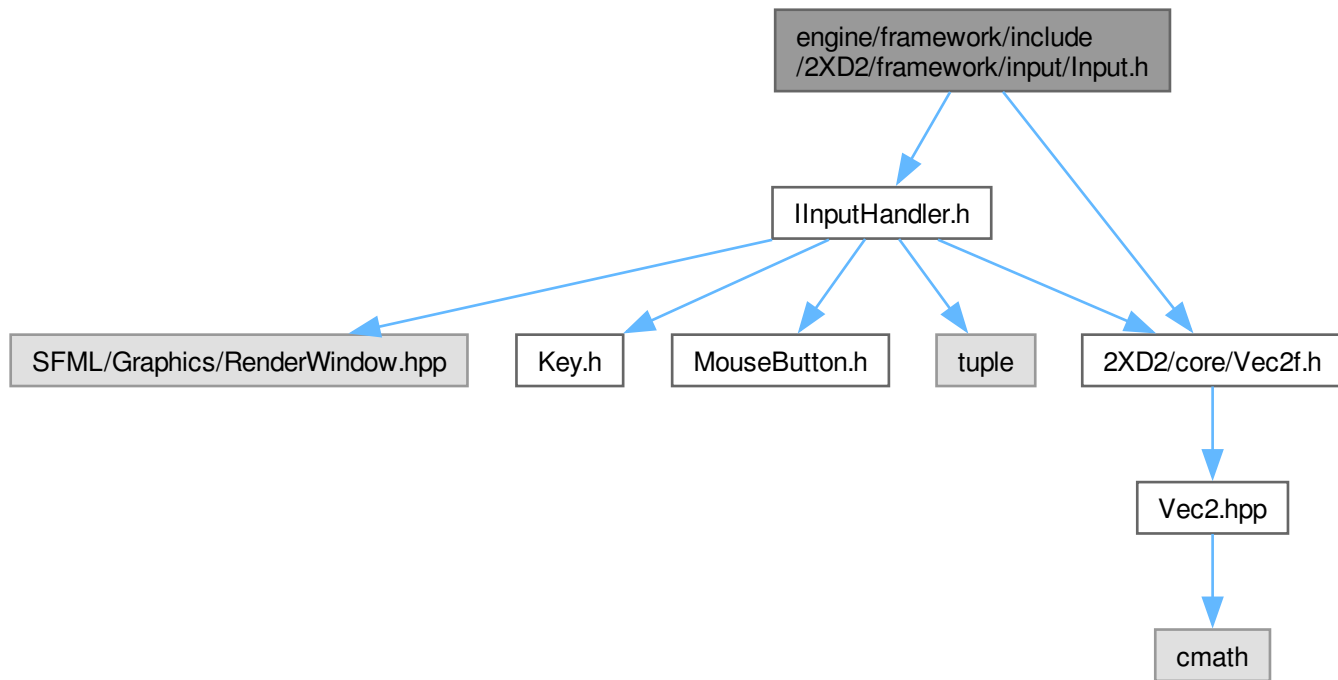 engine/framework/include
/2XD2/framework/input/Input.h
IInputHandler.h
SFML/Graphics/RenderWindow.hpp
Key.h
MouseButton.h
tuple
2XD2/core/Vec2f.h
Vec2.hpp
cmath